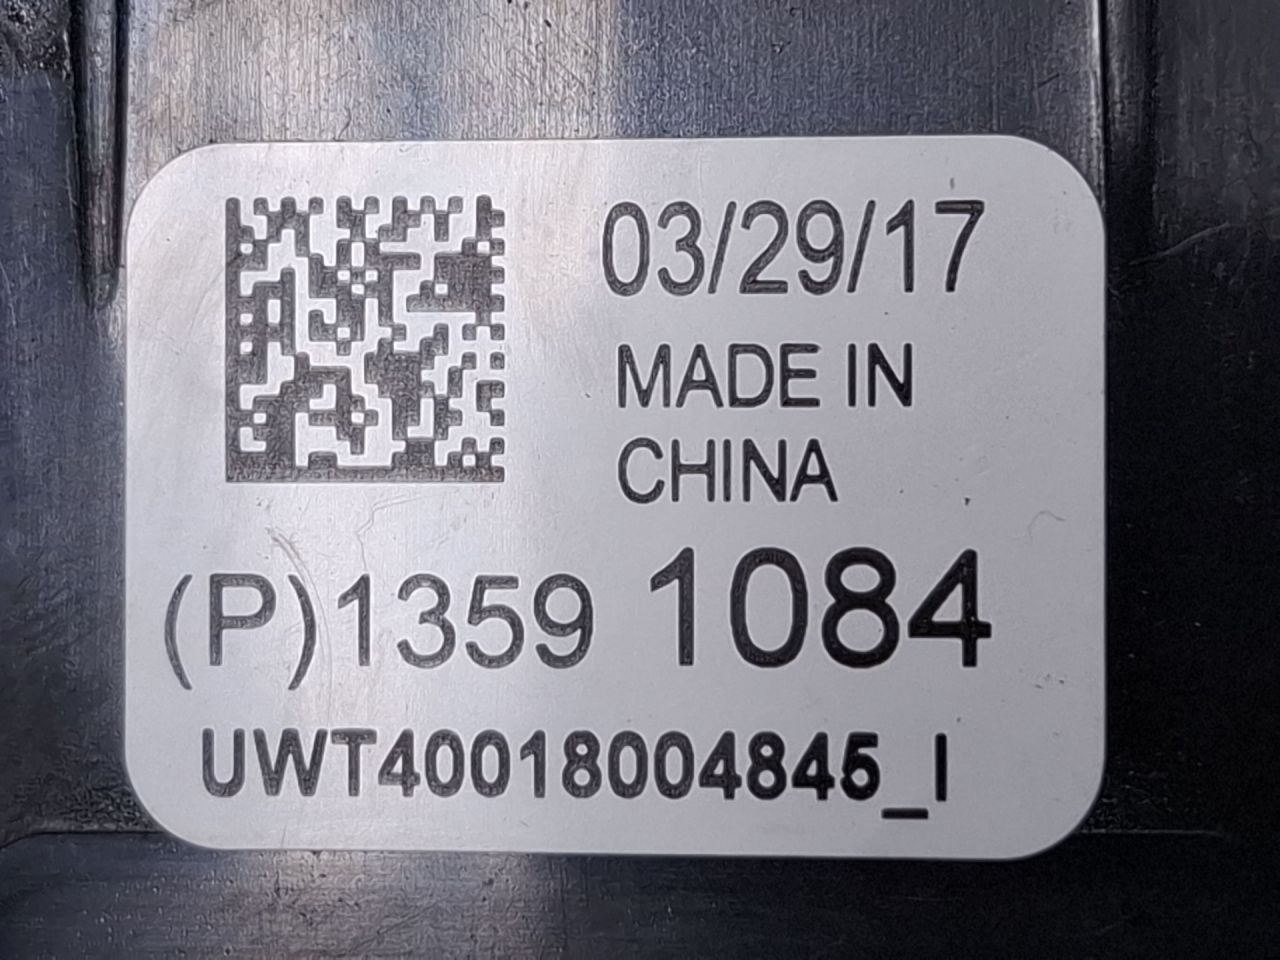 03/29/17
MADE IN
CHINA
(P)1359 1084
UWT40018004845_I